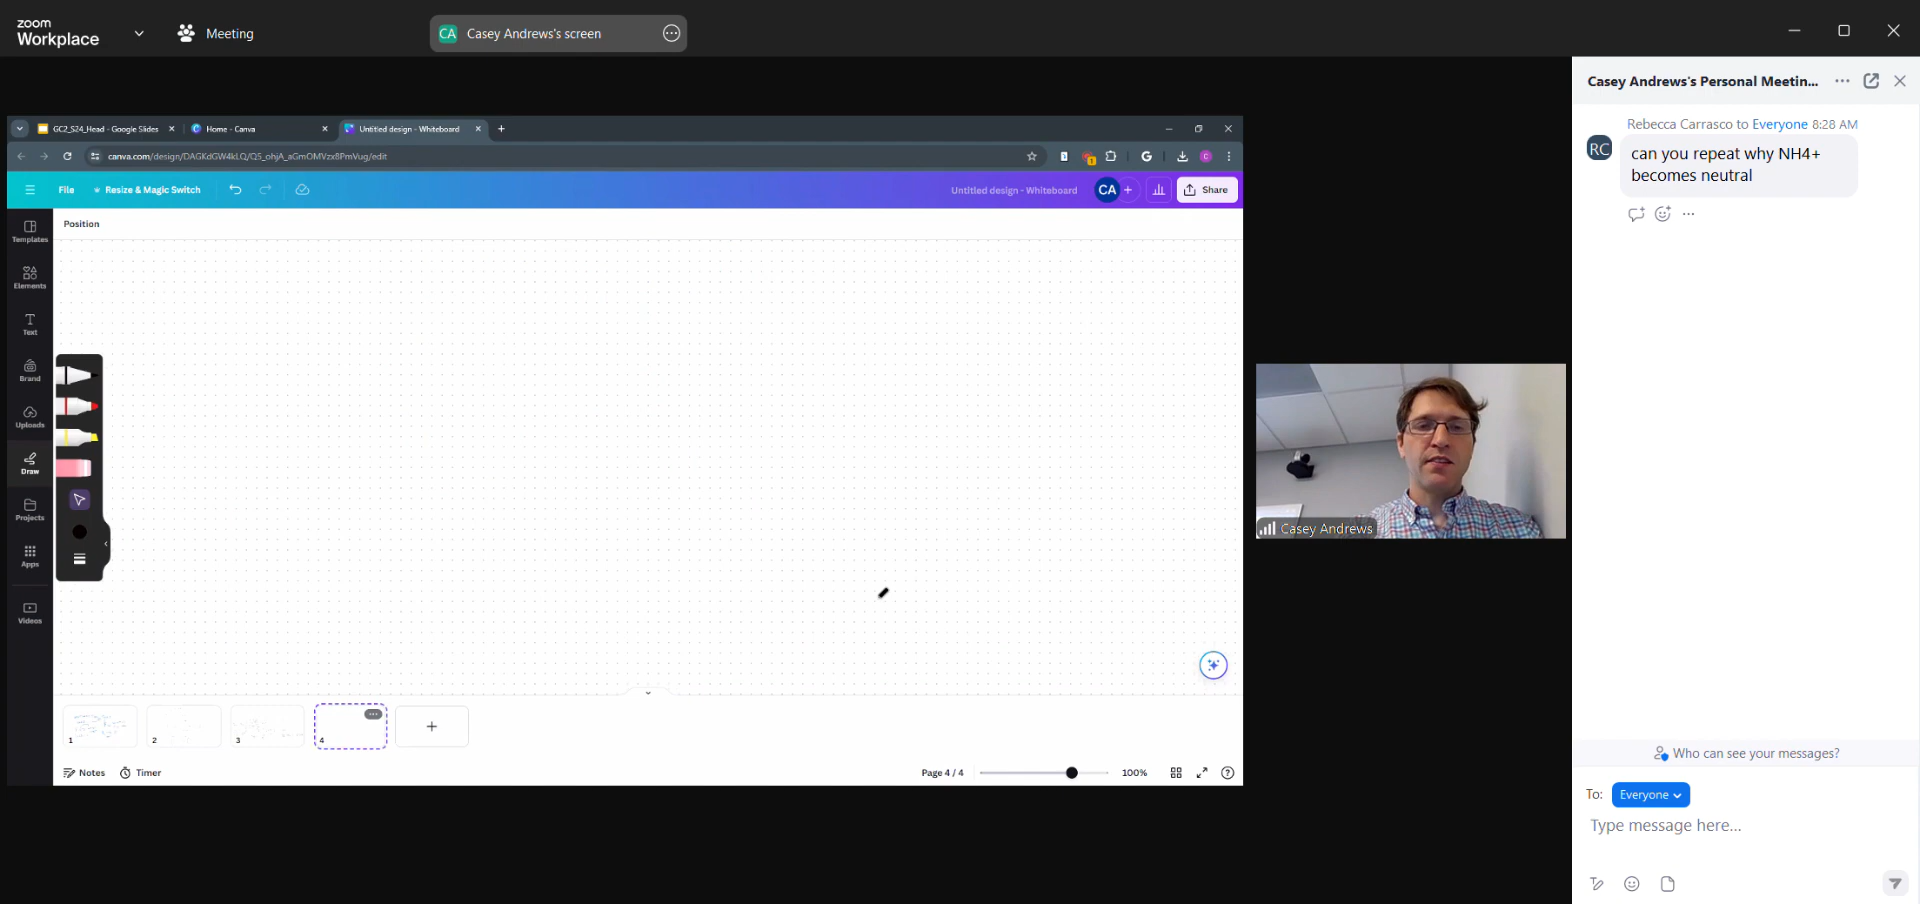 zoom
Workplace
Meeting
CA Casey Andrews's screen
Casey Andrews's Personal Meetin...
GC2_S24_Head - Google Slides
Home - Canva
Untitled design - Whiteboard
canva.com/design/DAGKdGW4kLQ/Q5_ohjA_aGmOMVzx8PmVug/edit
File
Resize & Magic Switch
Untitled design - Whiteboard
CA
Share
Position
Templates
Elements
Text
Brand
Uploads
Draw
Projects
Apps
Videos
1
2
3
4
Notes
Timer
Page 4 / 4
100%
Casey Andrews
Rebecca Carrasco to Everyone 8:28 AM
RC
can you repeat why NH4+
becomes neutral
Who can see your messages?
To: Everyone
Type message here...